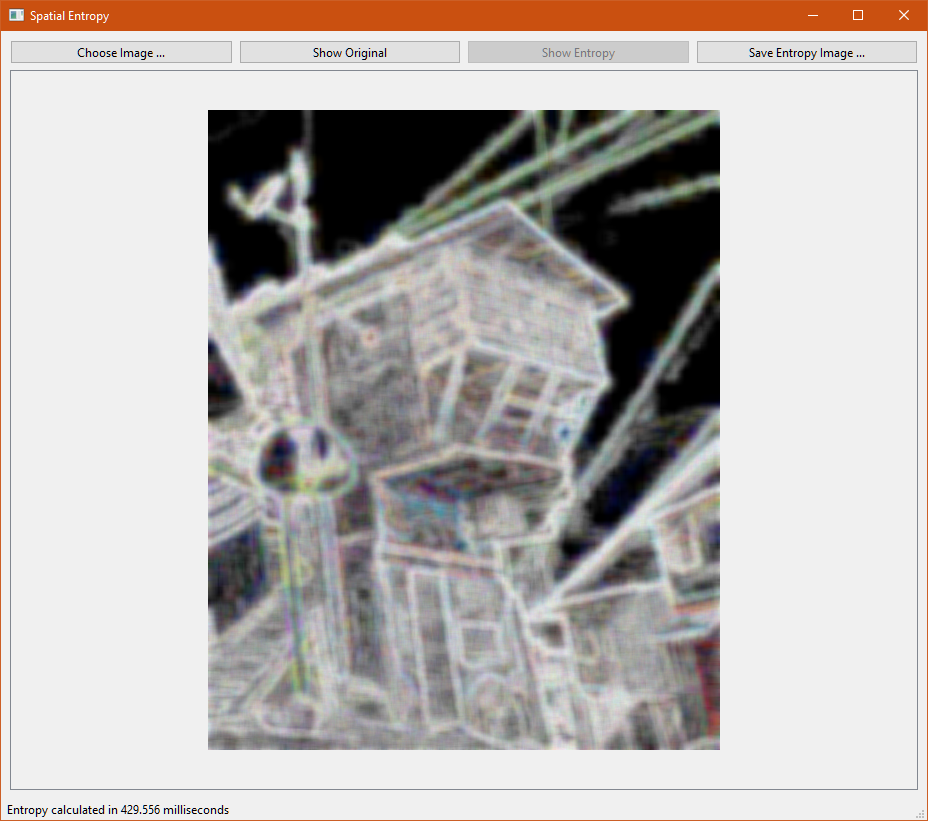 Spatial Entropy
Choose Image ...
Show Original
Show Entropy
Save Entropy Image ...
Entropy calculated in 429.556 milliseconds